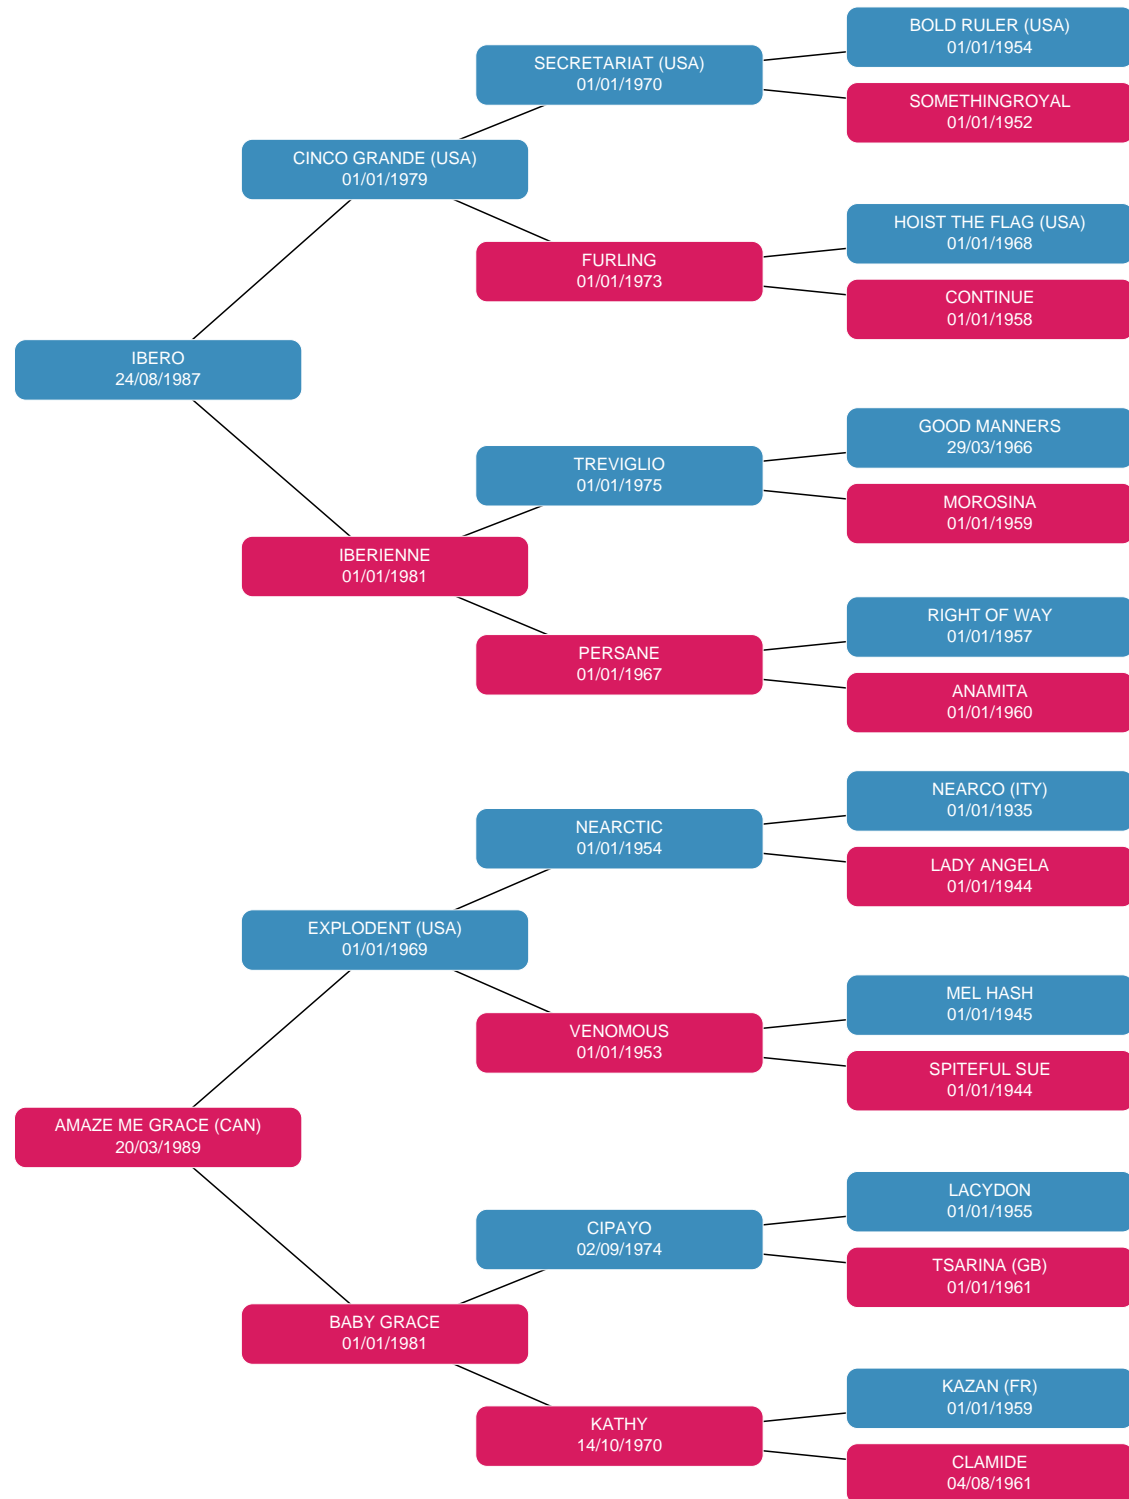 BOLD RULER (USA)
01/01/1954
SECRETARIAT (USA)
01/01/1970
SOMETHINGROYAL
01/01/1952
CINCO GRANDE (USA)
01/01/1979
HOIST THE FLAG (USA)
01/01/1968
FURLING
01/01/1973
CONTINUE
01/01/1958
IBERO
24/08/1987
GOOD MANNERS
29/03/1966
TREVIGLIO
01/01/1975
MOROSINA
01/01/1959
IBERIENNE
01/01/1981
RIGHT OF WAY
01/01/1957
PERSANE
01/01/1967
ANAMITA
01/01/1960
NEARCO (ITY)
01/01/1935
NEARCTIC
01/01/1954
LADY ANGELA
01/01/1944
EXPLODENT (USA)
01/01/1969
MEL HASH
01/01/1945
VENOMOUS
01/01/1953
SPITEFUL SUE
01/01/1944
AMAZE ME GRACE (CAN)
20/03/1989
LACYDON
01/01/1955
CIPAYO
02/09/1974
TSARINA (GB)
01/01/1961
BABY GRACE
01/01/1981
KAZAN (FR)
01/01/1959
KATHY
14/10/1970
CLAMIDE
04/08/1961